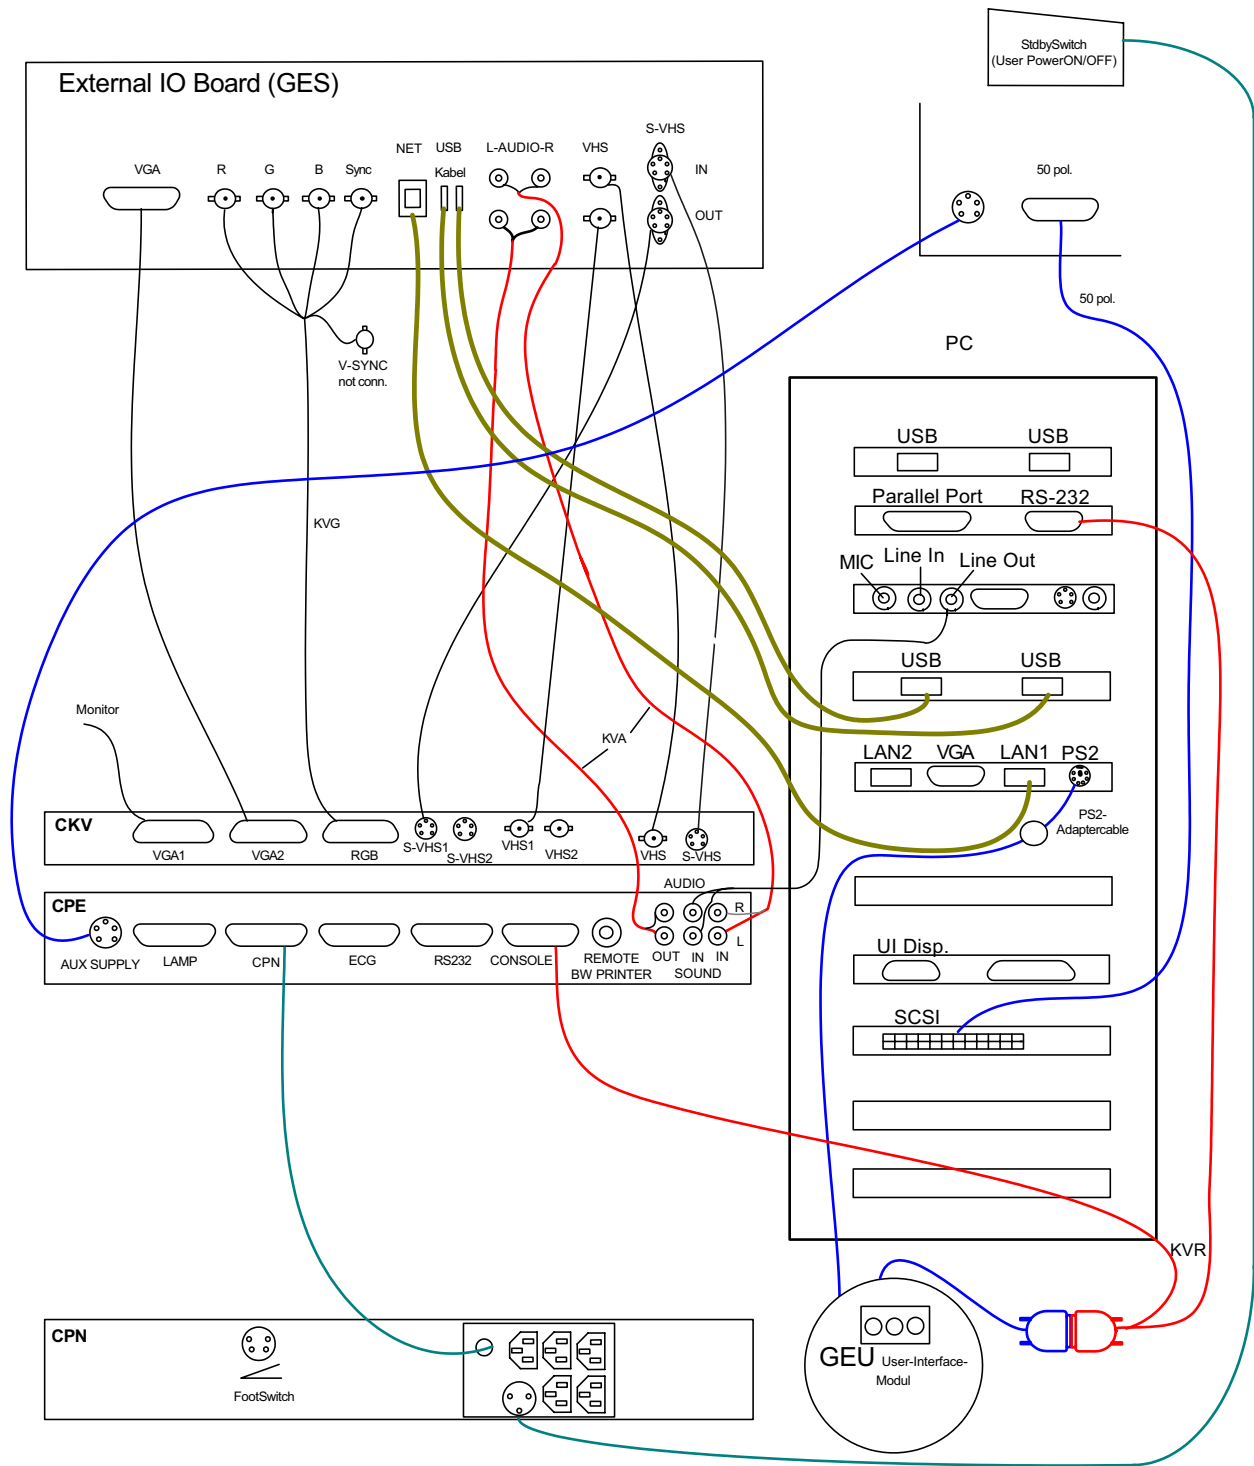 StdbySwitch
(User PowerON/OFF)
External IO Board (GES)
VGA
R
G
B
Sync
NET
USB
Kabel
L-AUDIO-R
VHS
S-VHS
IN
OUT
50 pol.
50 pol.
V-SYNC
not conn.
PC
USB
USB
Parallel Port
RS-232
KVG
MIC
Line In
Line Out
USB
USB
Monitor
KVA
LAN2
VGA
LAN1
PS2
PS2-
Adaptercable
CKV
VGA1
VGA2
RGB
S-VHS1
S-VHS2
VHS1
VHS2
VHS
S-VHS
AUDIO
CPE
R
L
AUX SUPPLY
LAMP
CPN
ECG
RS232
CONSOLE
REMOTE
BW PRINTER
OUT
IN
IN
SOUND
UI Disp.
SCSI
KVR
CPN
FootSwitch
GEU
User-Interface-
Modul